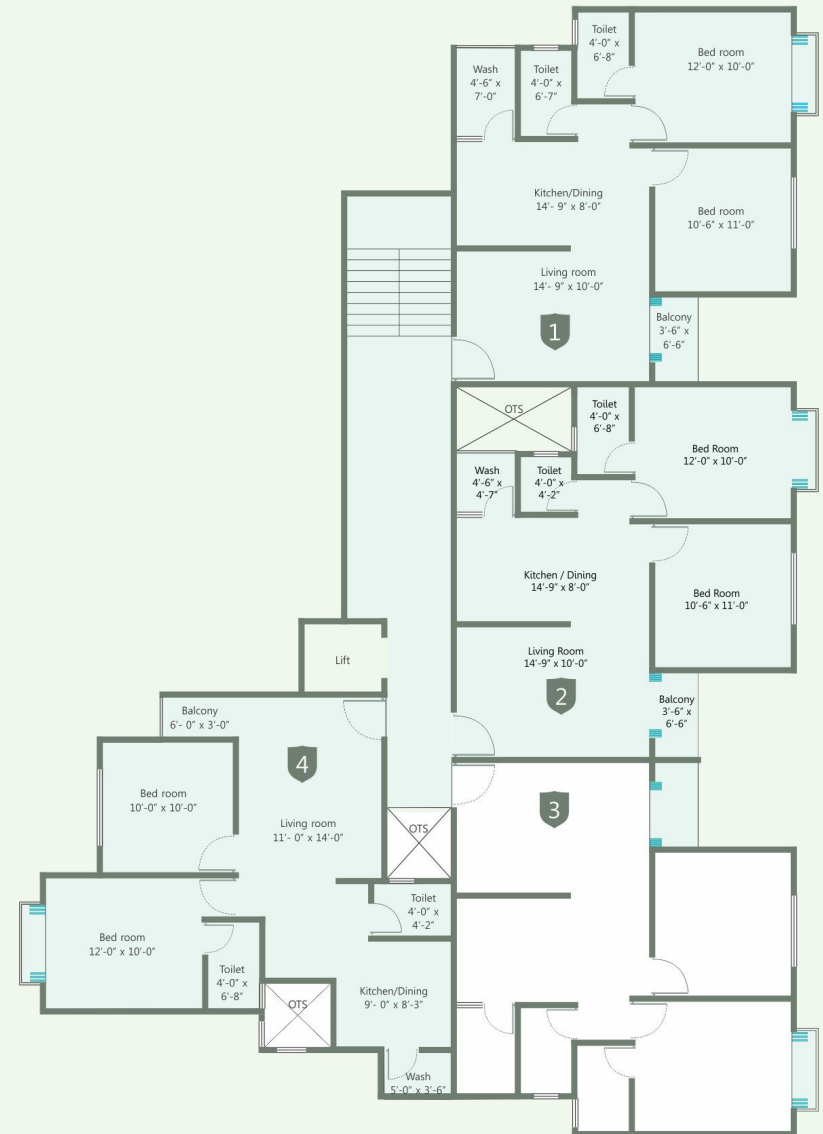 Toilet
4'-0" x
6'-8"
Bed room
12'-0" x 10'-0"
Wash
4'-6" x
7'-0"
Toilet
4'-0" x
6'-7"
Kitchen/Dining
14'- 9" x 8'-0"
Bed room
10'-6" x 11'-0"
Living room
14'- 9" x 10'-0"
1
Balcony
3'-6" x
6'-6"
OTS
Toilet
4'-0" x
6'-8"
Bed Room
12'-0" x 10'-0"
Wash
4'-6" x
4'-7"
Toilet
4'-0" x
4'-2"
Kitchen / Dining
14'-9" x 8'-0"
Bed Room
10'-6" x 11'-0"
Living Room
14'-9" x 10'-0"
2
Balcony
3'-6" x
6'-6"
Lift
Balcony
6'- 0" x 3'-0"
4
Bed room
10'-0" x 10'-0"
Living room
11'- 0" x 14'-0"
OTS
3
Toilet
4'-0" x
4'-2"
Bed room
12'-0" x 10'-0"
Toilet
4'-0" x
6'-8"
OTS
Kitchen/Dining
9'- 0" x 8'-3"
Wash
5'-0" x 3'-6"